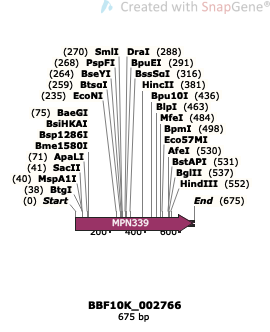 Created with SnapGene®
(270) SmlI DraI (288)
(268) PspFI BpuEI (291)
(264) BseYI BssSαI (316)
(259) BtsαI HincII (381)
(235) EcoNI Bpu10I (436)
(75) BaeGI BlpI (463)
BsiHKAI MfeI (484)
Bsp1286I BpmI (498)
Bme1580I Eco57MI
(71) ApaLI AfeI (530)
(41) SacII BstAPI (531)
(40) MspA1I BglII (537)
(38) BtgI HindIII (552)
(0) Start End (675)
MPN339
200 400 600
BBF10K_002766
675 bp